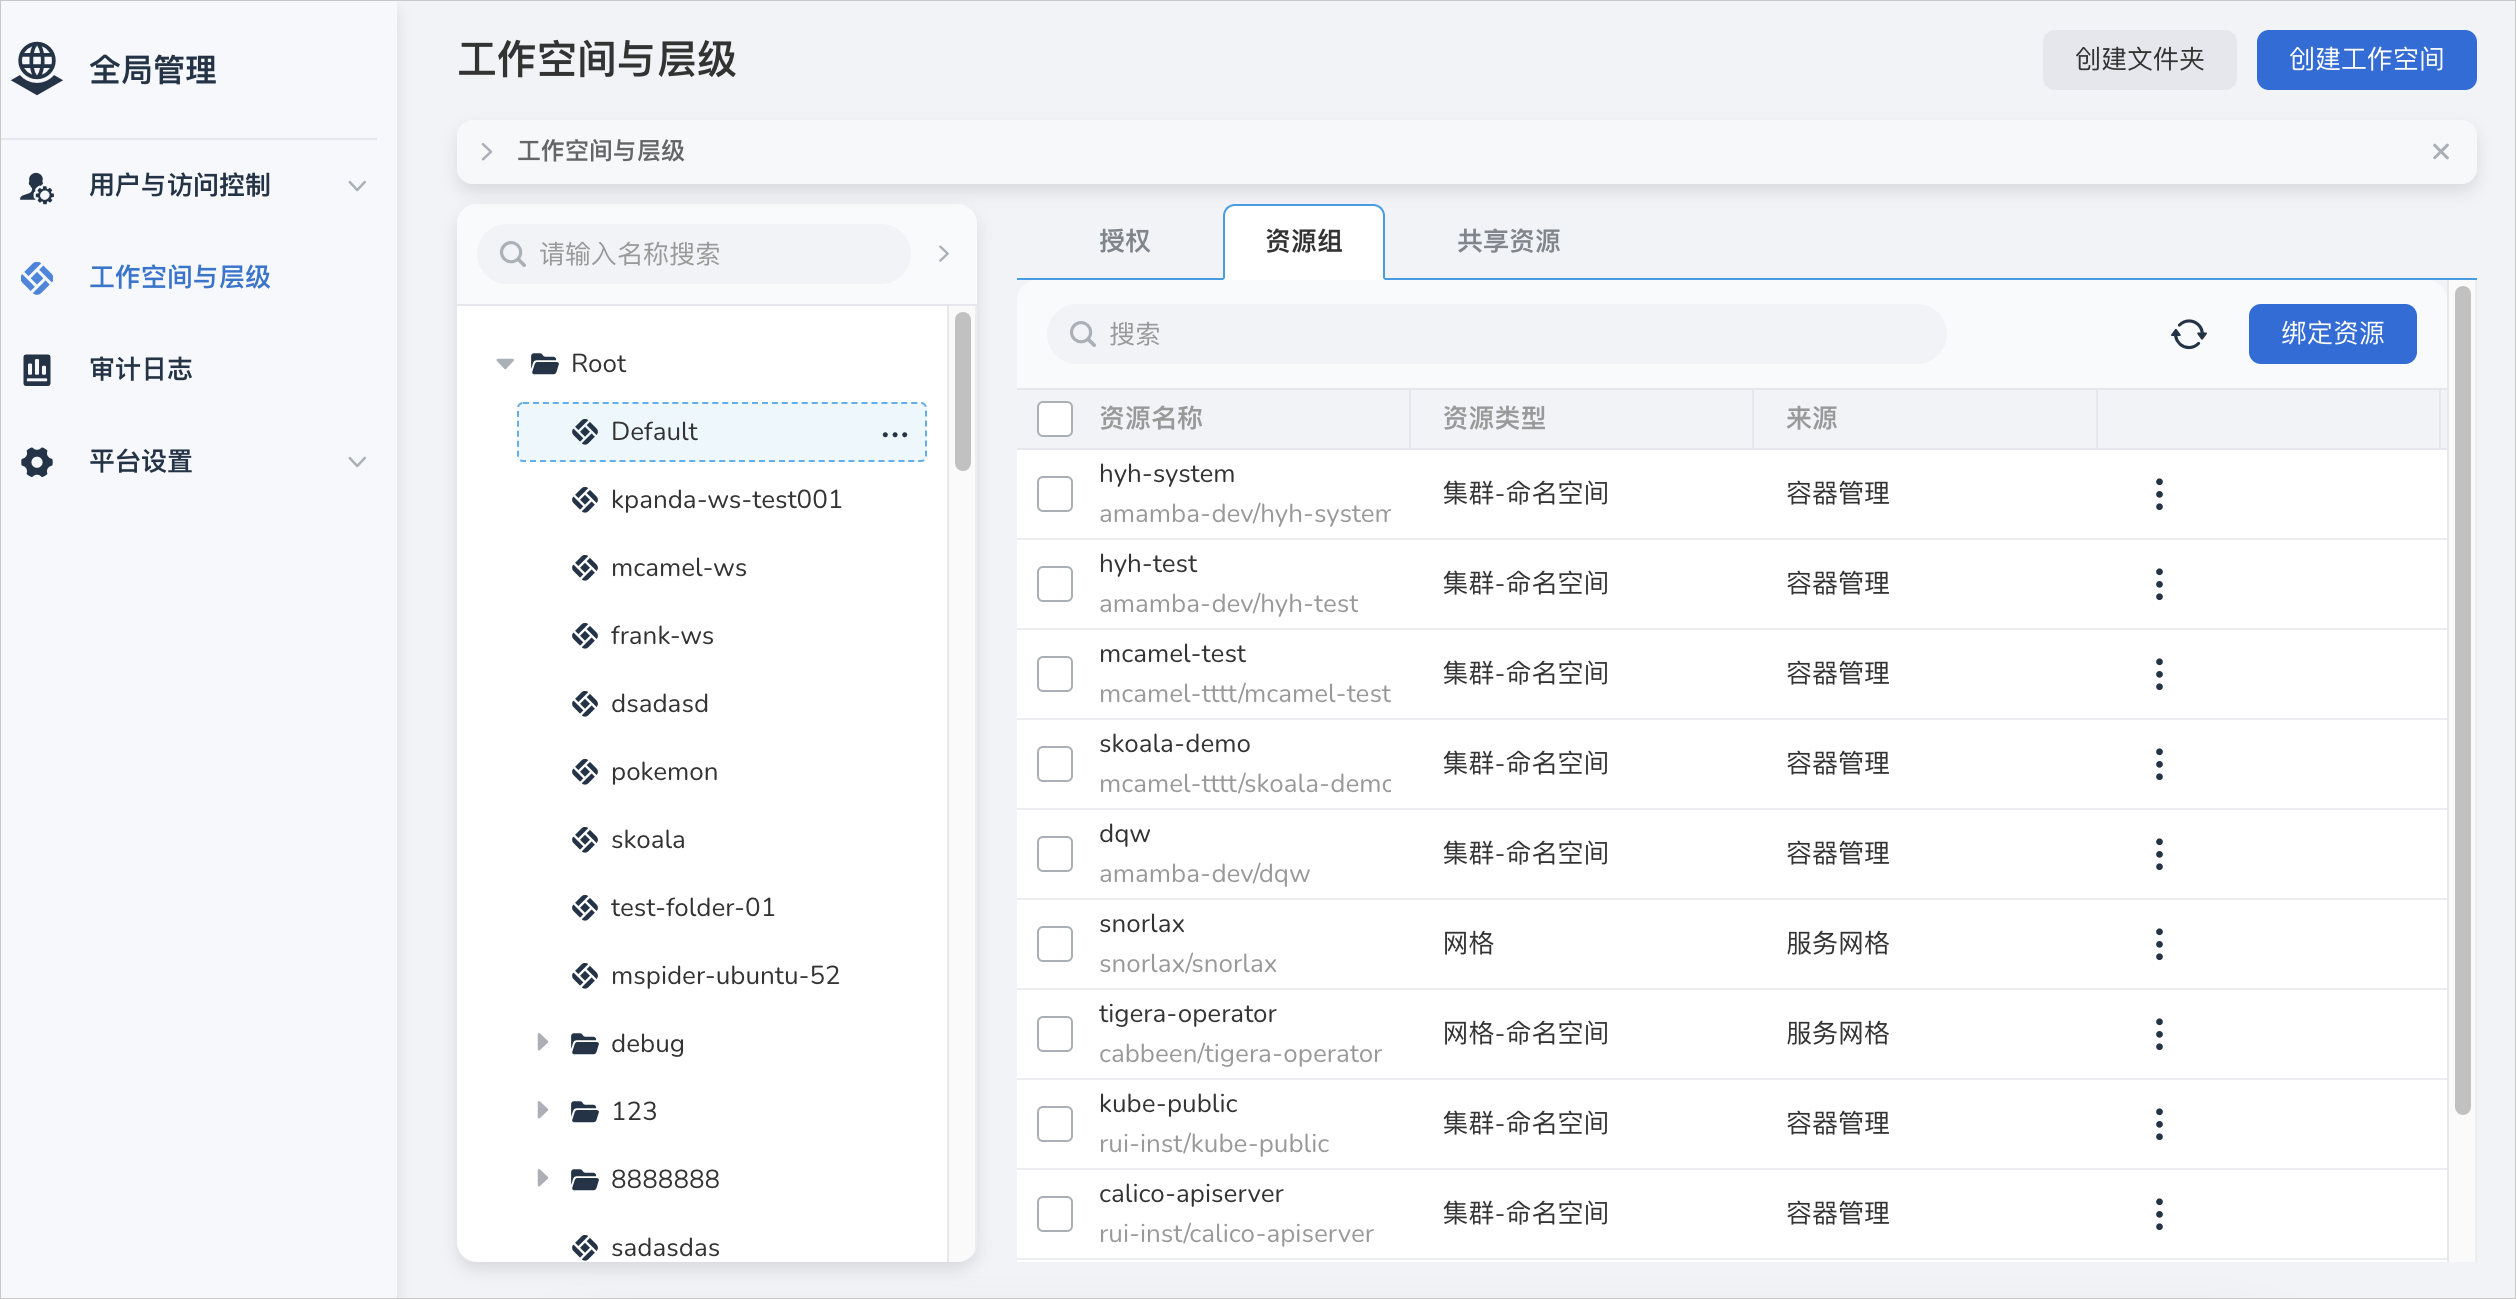 全局管理
用户与访问控制
工作空间与层级
审计日志
平台设置
工作空间与层级
创建文件夹
创建工作空间
工作空间与层级
请输入名称搜索
Root
Default
kpanda-ws-test001
mcamel-ws
frank-ws
dsadasd
pokemon
skoala
test-folder-01
mspider-ubuntu-52
debug
123
8888888
sadasdas
授权
资源组
共享资源
搜索
绑定资源
资源名称 资源类型 来源
hyh-system
amamba-dev/hyh-system
集群-命名空间 容器管理
hyh-test
amamba-dev/hyh-test
集群-命名空间 容器管理
mcamel-test
mcamel-tttt/mcamel-test
集群-命名空间 容器管理
skoala-demo
mcamel-tttt/skoala-demo
集群-命名空间 容器管理
dqw
amamba-dev/dqw
集群-命名空间 容器管理
snorlax
snorlax/snorlax
网格 服务网格
tigera-operator
cabbeen/tigera-operator
网格-命名空间 服务网格
kube-public
rui-inst/kube-public
集群-命名空间 容器管理
calico-apiserver
rui-inst/calico-apiserver
集群-命名空间 容器管理